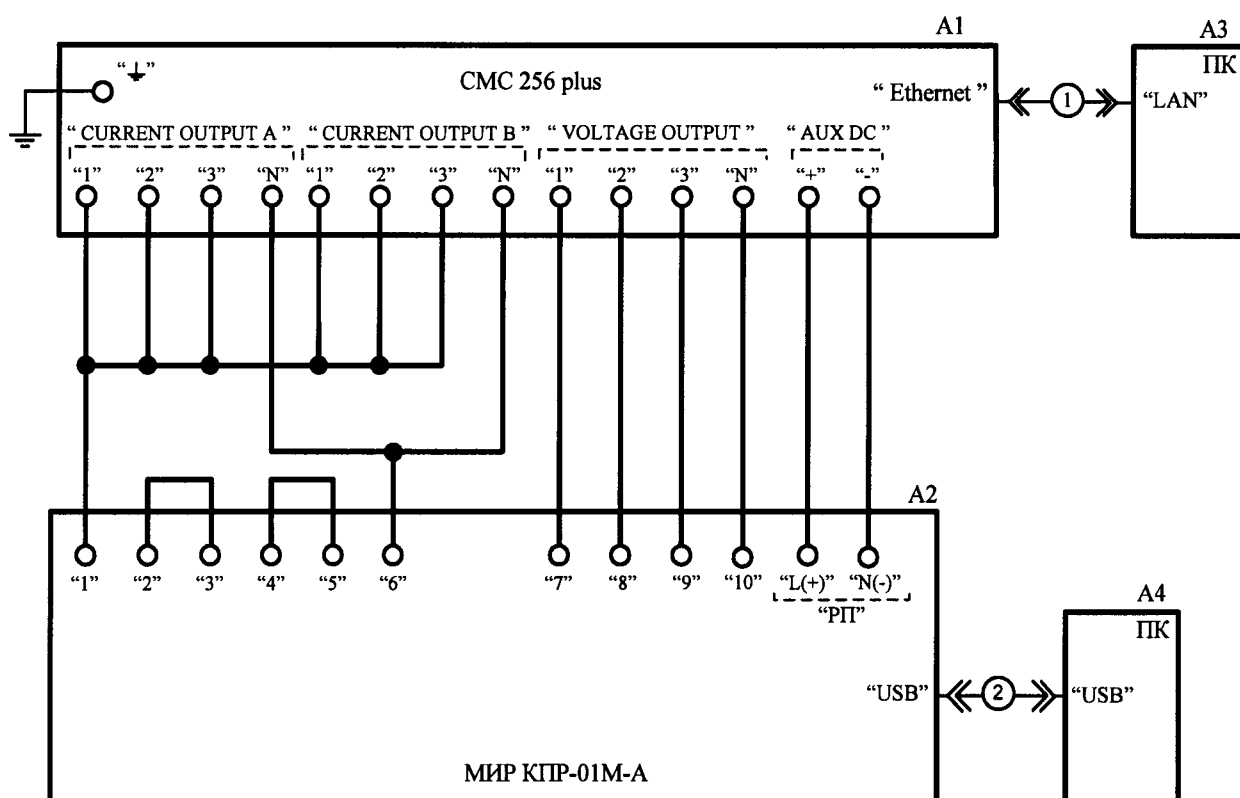 A1
A3
“⏚”
СМС 256 plus
“ Ethernet ”
1
ПК
“LAN”
“ CURRENT OUTPUT A ” “ CURRENT OUTPUT B ” “ VOLTAGE OUTPUT ” “ AUX DC ”
“1” “2” “3” “N” “1” “2” “3” “N” “1” “2” “3” “N” “+” “-”
A2
“1” “2” “3” “4” “5” “6” “7” “8” “9” “10” “L(+)” “N(-)”
“РП”
A4
ПК
“USB”
2
“USB”
МИР КПР-01М-А